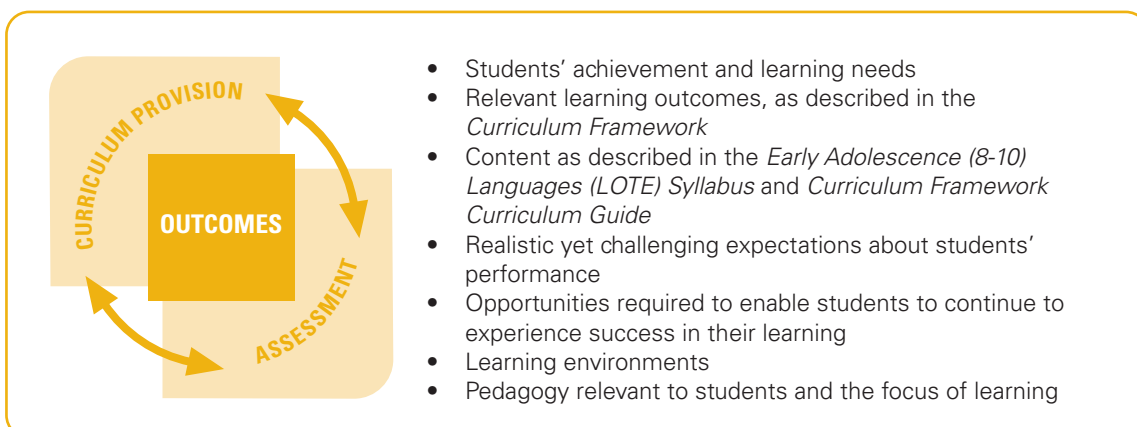 CURRICULUM PROVISION
OUTCOMES
ASSESSMENT
• Students’ achievement and learning needs
• Relevant learning outcomes, as described in the
Curriculum Framework
• Content as described in the Early Adolescence (8-10)
Languages (LOTE) Syllabus and Curriculum Framework
Curriculum Guide
• Realistic yet challenging expectations about students’
performance
• Opportunities required to enable students to continue to
experience success in their learning
• Learning environments
• Pedagogy relevant to students and the focus of learning